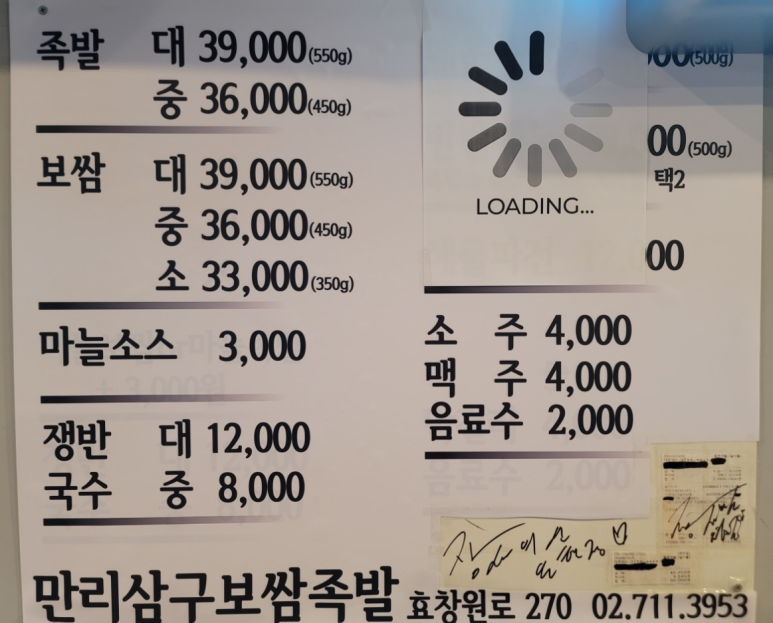 족발 대 39,000(550g)
중 36,000(450g)
보쌈 대 39,000(550g)
중 36,000(450g)
소 33,000(350g)
마늘소스 3,000
쟁반 대 12,000
국수 중 8,000
LOADING...
00(500g)
00(500g)
택2
00
소 주 4,000
맥 주 4,000
음료수 2,000
만리삼구보쌈족발 효창원로 270 02.711.3953